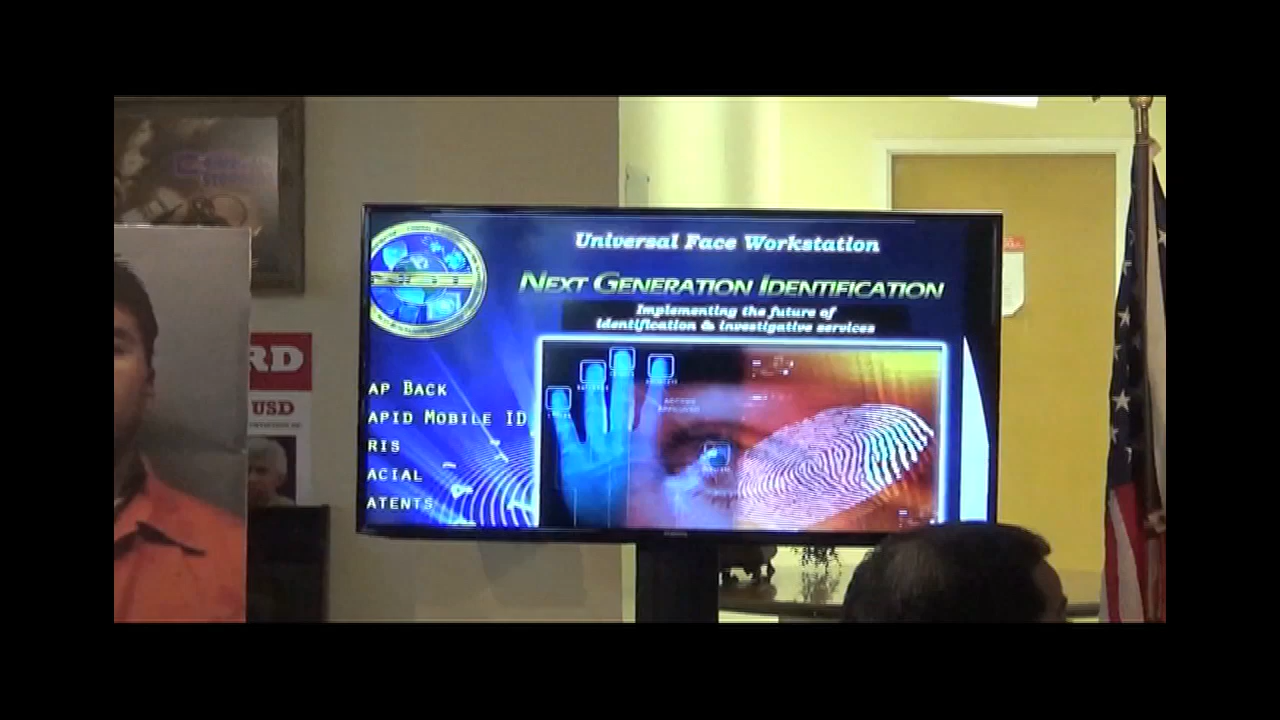 Universal Face Workstation
NEXT GENERATION IDENTIFICATION
Implementing the future of
identification & investigative services
AP BACK
APID MOBILE ID
RIS
ACIAL
ATENTS
RD
USD